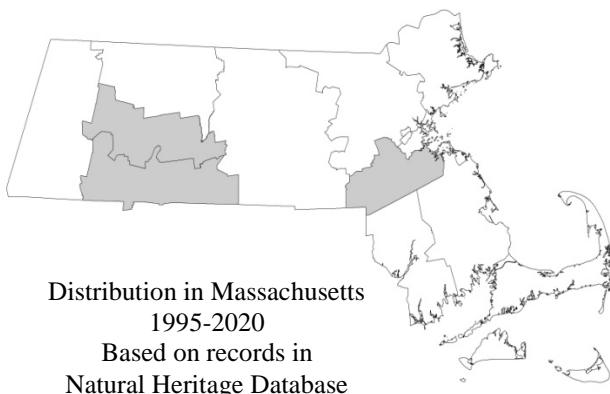 Distribution in Massachusetts
1995-2020
Based on records in
Natural Heritage Database